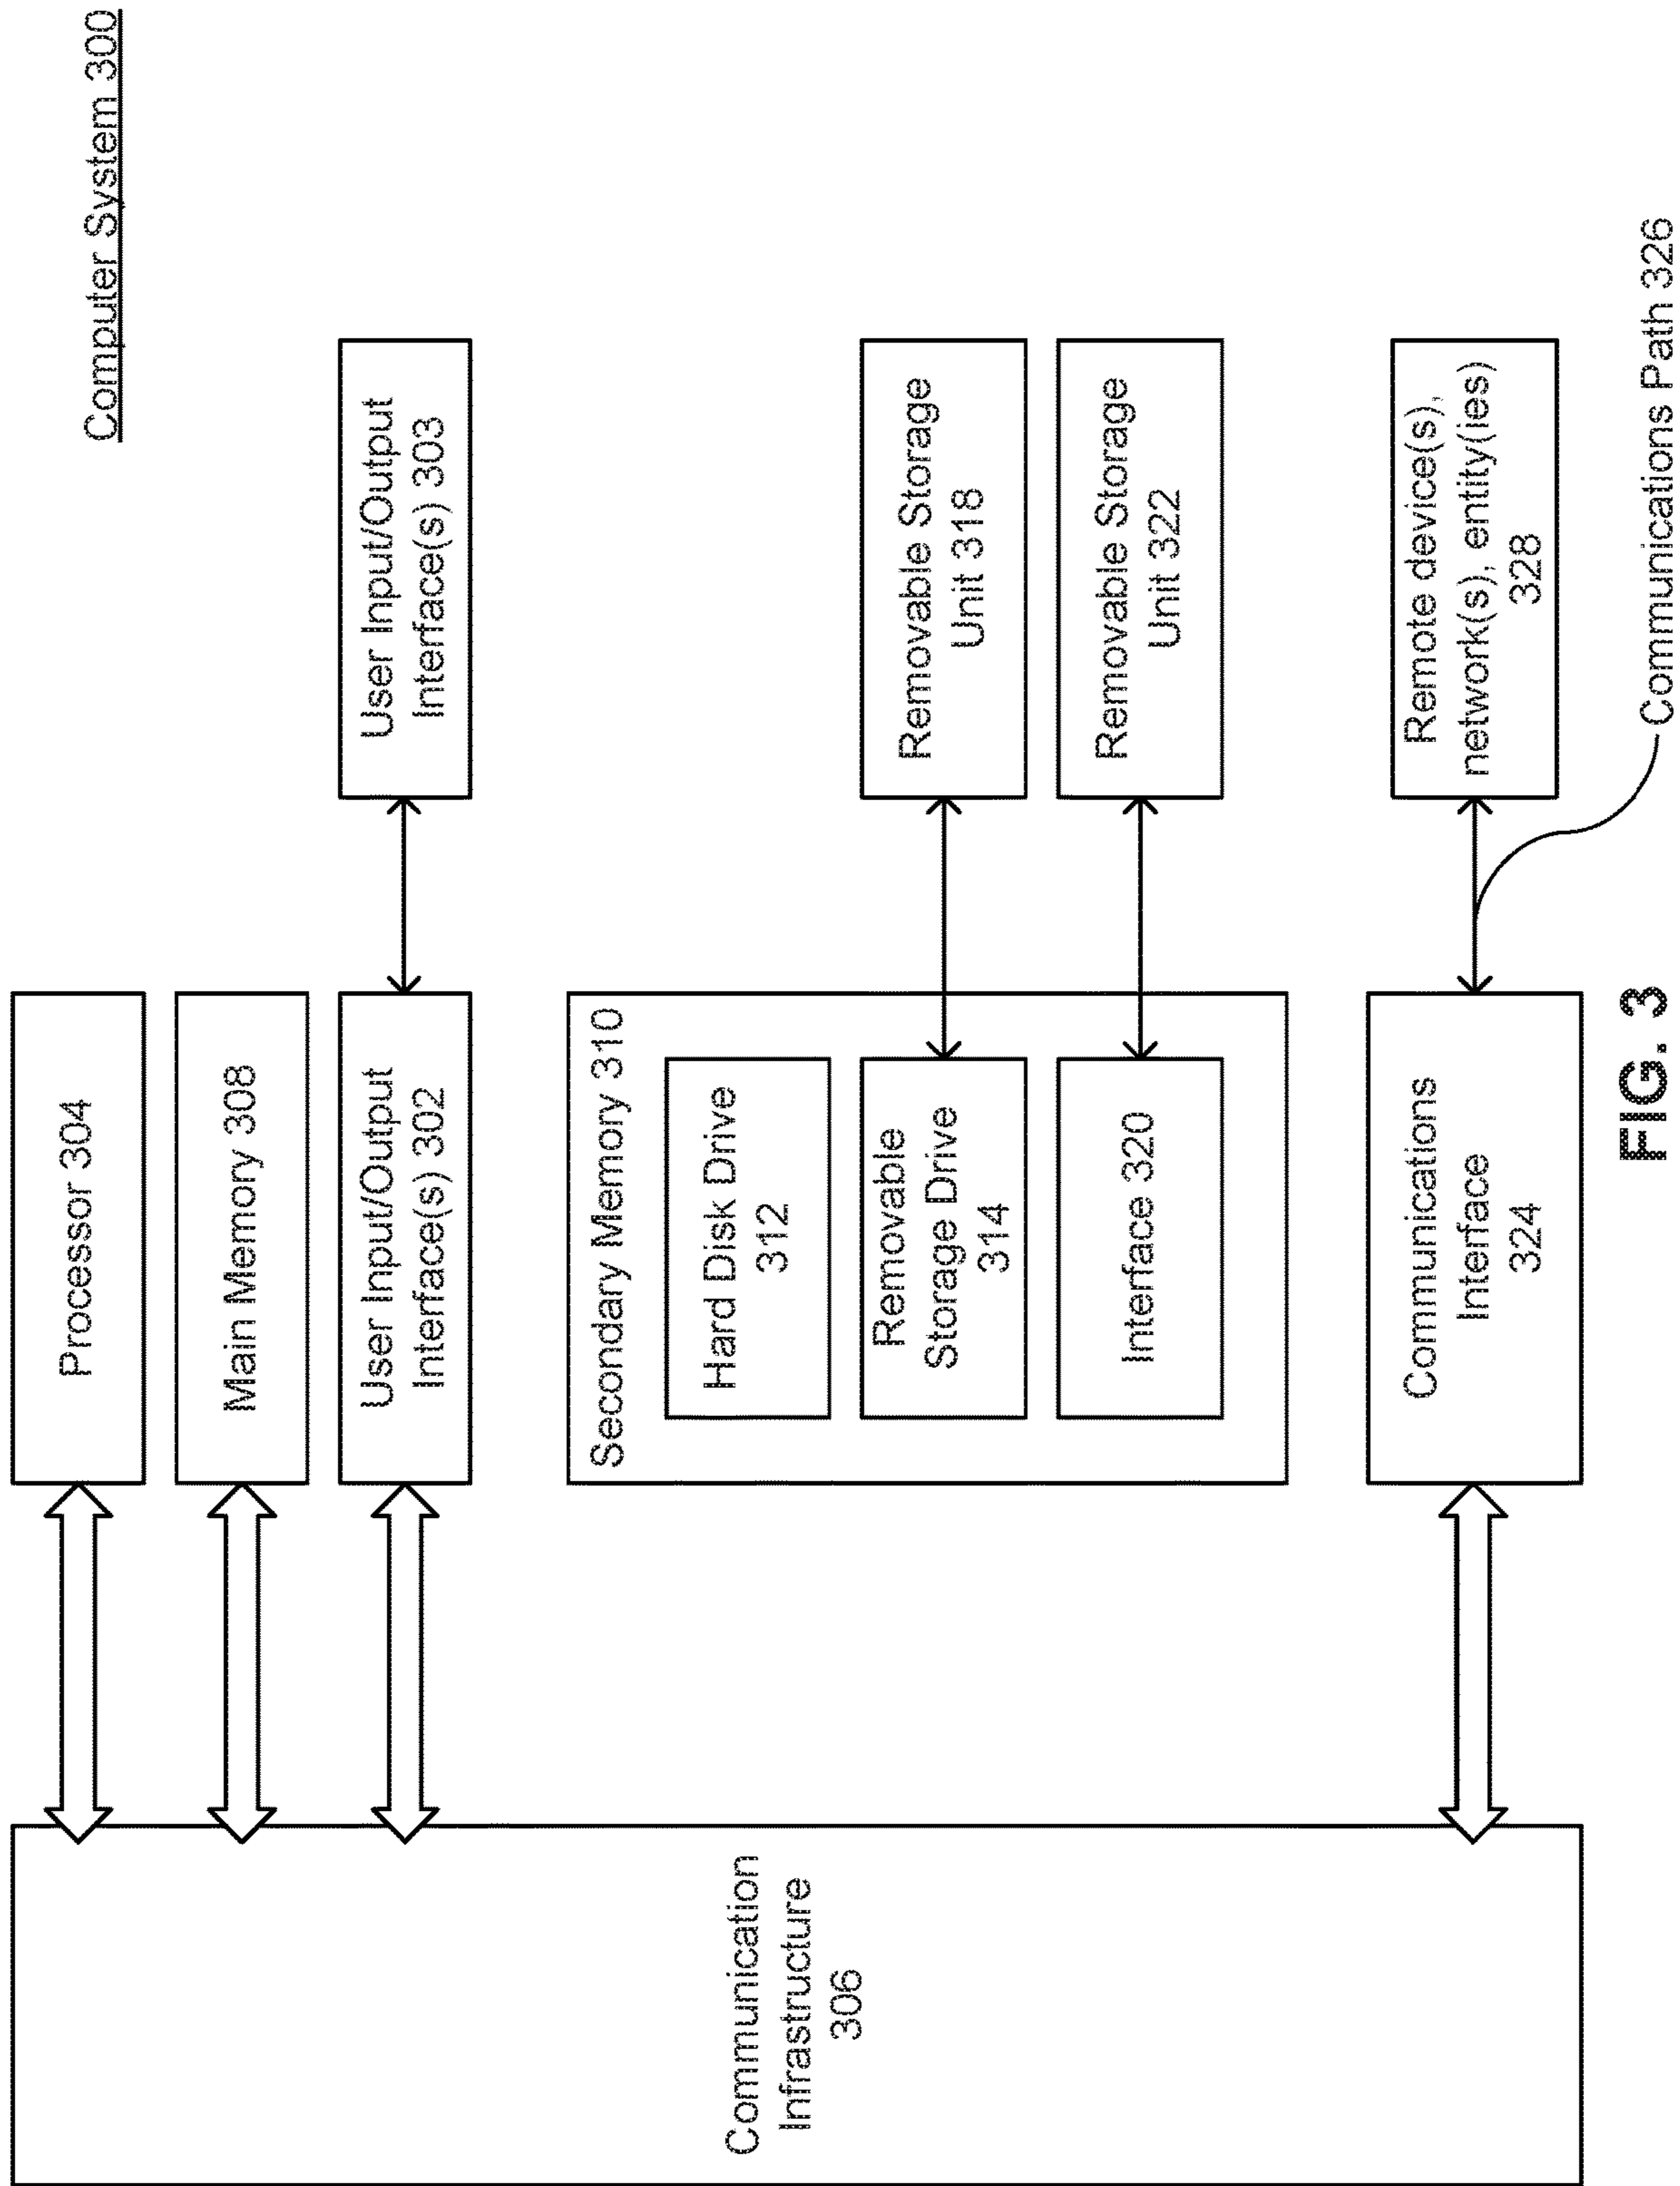 Computer System 300
Processor 304
Main Memory 308
User Input/Output
Interface(s) 302
User Input/Output
Interface(s) 303
Communication
Infrastructure
306
Secondary Memory 310
Hard Disk Drive
312
Removable
Storage Drive
314
Removable Storage
Unit 318
Interface 320
Removable Storage
Unit 322
Communications
Interface
324
Remote device(s),
network(s), entity(ies)
328
Communications Path 326
FIG. 3